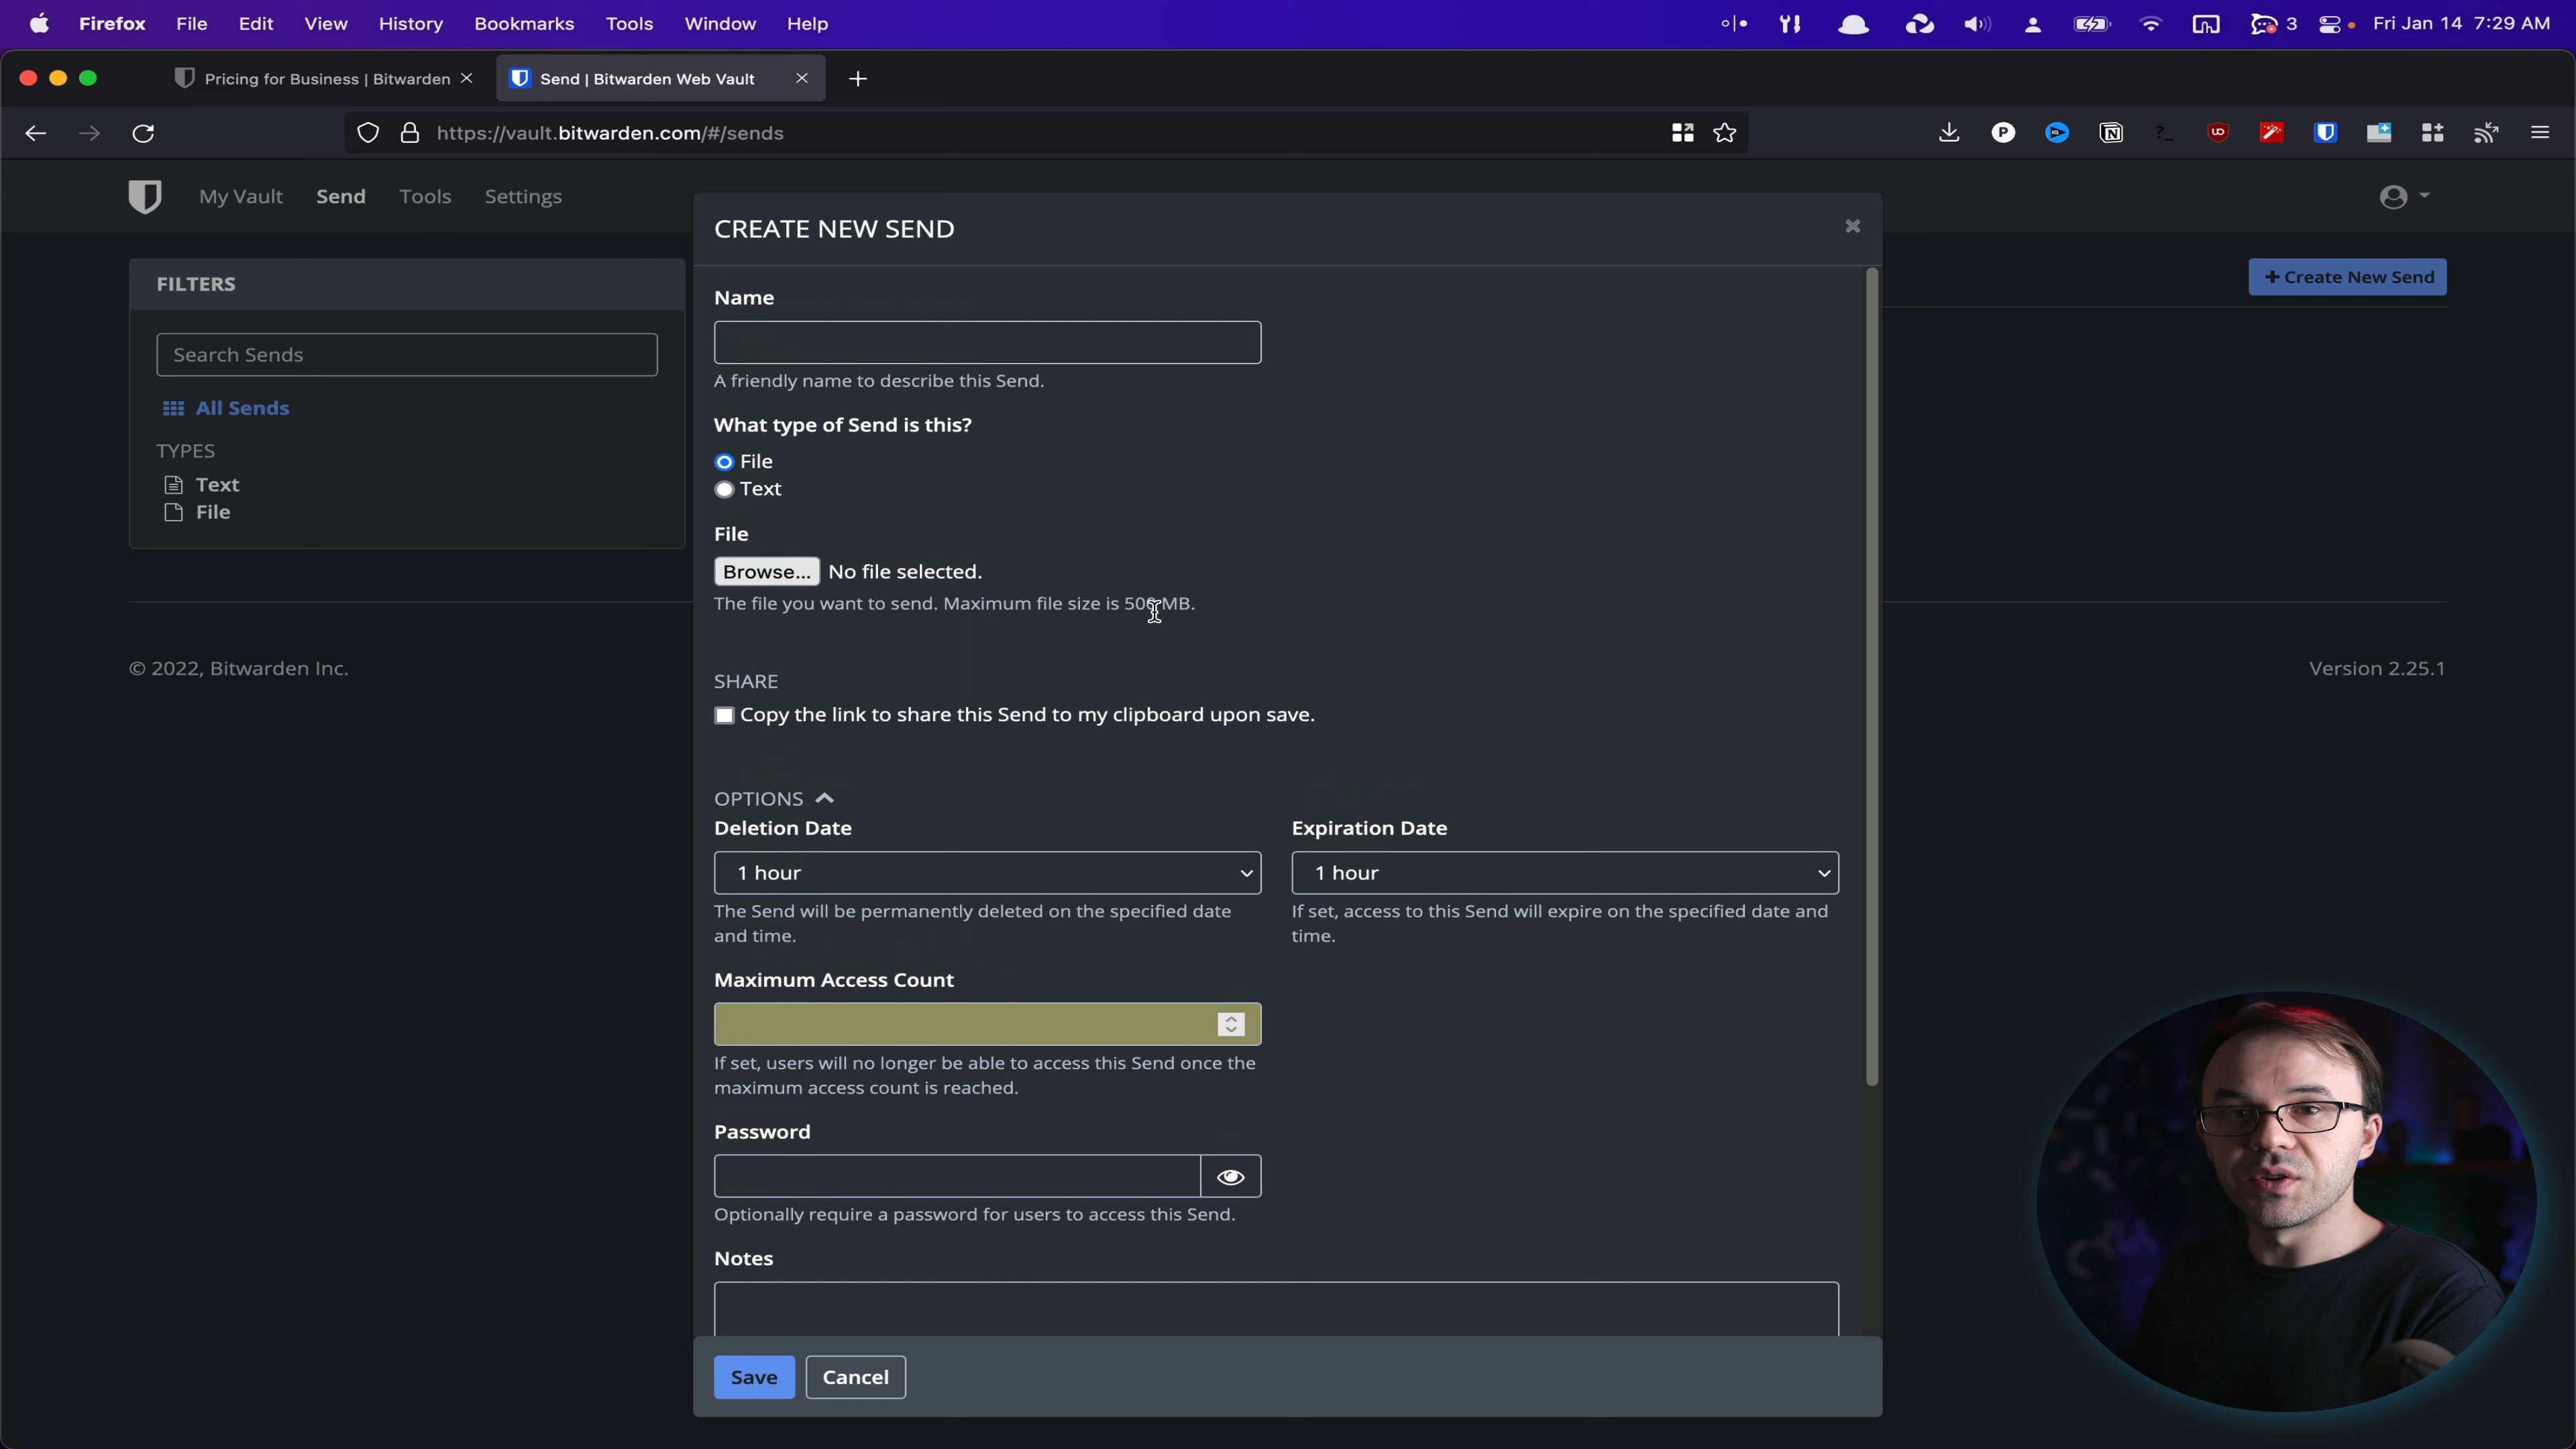 Firefox File Edit View History Bookmarks Tools Window Help 3 Fri Jan 14 7:29 AM
Pricing for Business | Bitwarden Send | Bitwarden Web Vault
https://vault.bitwarden.com/#/sends
My Vault Send Tools Settings
FILTERS
Search Sends
All Sends
TYPES
Text
File
© 2022, Bitwarden Inc.
CREATE NEW SEND
Name
A friendly name to describe this Send.
What type of Send is this?
File
Text
File
Browse... No file selected.
The file you want to send. Maximum file size is 500 MB.
SHARE
Copy the link to share this Send to my clipboard upon save.
OPTIONS
Deletion Date
1 hour
The Send will be permanently deleted on the specified date
and time.
Expiration Date
1 hour
If set, access to this Send will expire on the specified date and
time.
Maximum Access Count
If set, users will no longer be able to access this Send once the
maximum access count is reached.
Password
Optionally require a password for users to access this Send.
Notes
Save Cancel
+ Create New Send
Version 2.25.1